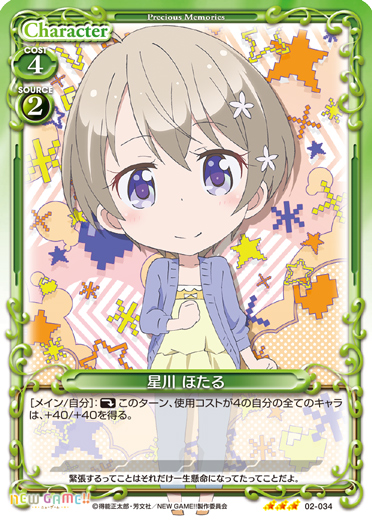 Precious Memories
Character
COST
4
SOURCE
2
星川 ほたる
[メイン/自分]: このターン、使用コストが4の自分の全てのキャラ
は、+40/+40を得る。
緊張するってことはそれだけ一生懸命になってたってことだよ。
NEW GAME!!
©得能正太郎・芳文社/NEW GAME!!製作委員会
02-034